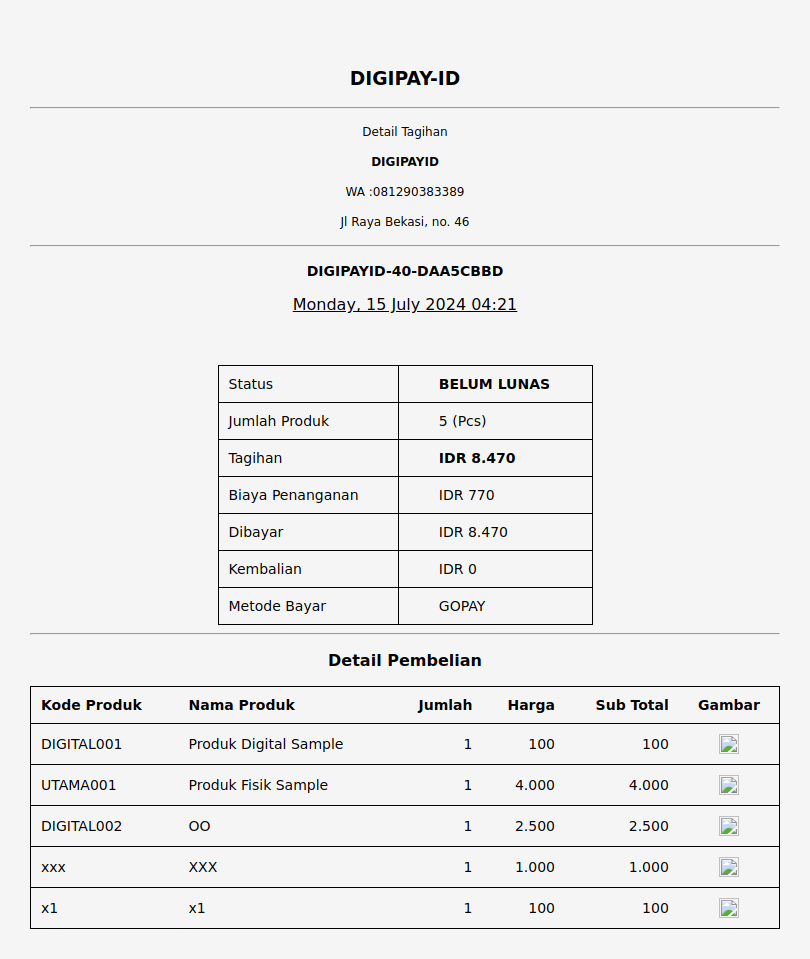 DIGIPAY-ID
Detail Tagihan
DIGIPAYID
WA :081290383389
Jl Raya Bekasi, no. 46
DIGIPAYID-40-DAA5CBBD
Monday, 15 July 2024 04:21
Status BELUM LUNAS
Jumlah Produk 5 (Pcs)
Tagihan IDR 8.470
Biaya Penanganan IDR 770
Dibayar IDR 8.470
Kembalian IDR 0
Metode Bayar GOPAY
Detail Pembelian
Kode Produk Nama Produk Jumlah Harga Sub Total Gambar
DIGITAL001 Produk Digital Sample 1 100 100
UTAMA001 Produk Fisik Sample 1 4.000 4.000
DIGITAL002 OO 1 2.500 2.500
xxx XXX 1 1.000 1.000
x1 x1 1 100 100